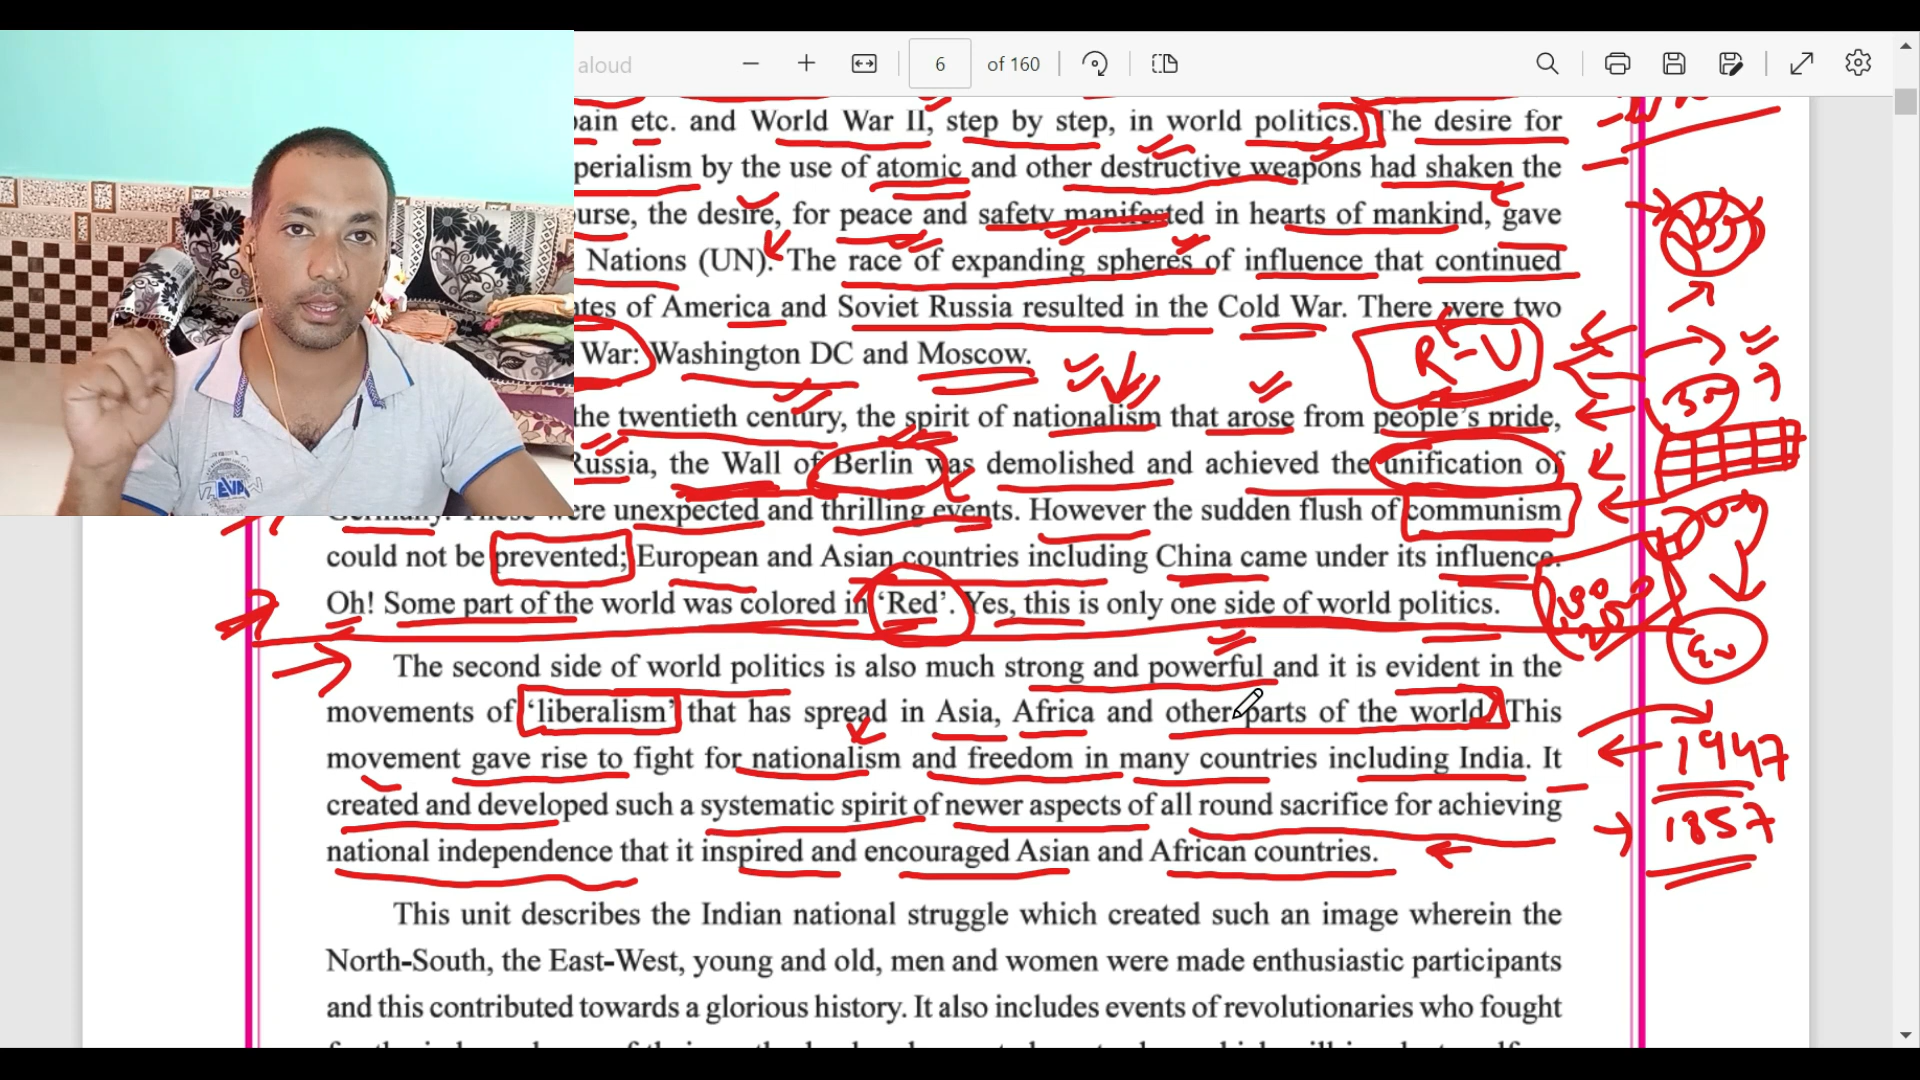 aloud
6 of 160
pain etc. and World War II, step by step, in world politics. The desire for
perialism by the use of atomic and other destructive weapons had shaken the
ourse, the desire, for peace and safety manifested in hearts of mankind, gave
Nations (UN). The race of expanding spheres of influence that continued
tes of America and Soviet Russia resulted in the Cold War. There were two
War: Washington DC and Moscow.
R-V
the twentieth century, the spirit of nationalism that arose from people's pride,
Russia, the Wall of Berlin was demolished and achieved the unification of
Germany. These were unexpected and thrilling events. However the sudden flush of communism
could not be prevented; European and Asian countries including China came under its influence.
Oh! Some part of the world was colored in 'Red'. Yes, this is only one side of world politics.
The second side of world politics is also much strong and powerful and it is evident in the
movements of 'liberalism' that has spread in Asia, Africa and other parts of the world. This
movement gave rise to fight for nationalism and freedom in many countries including India. It
1947
created and developed such a systematic spirit of newer aspects of all round sacrifice for achieving
1857
national independence that it inspired and encouraged Asian and African countries.
This unit describes the Indian national struggle which created such an image wherein the
North-South, the East-West, young and old, men and women were made enthusiastic participants
and this contributed towards a glorious history. It also includes events of revolutionaries who fought
EVA